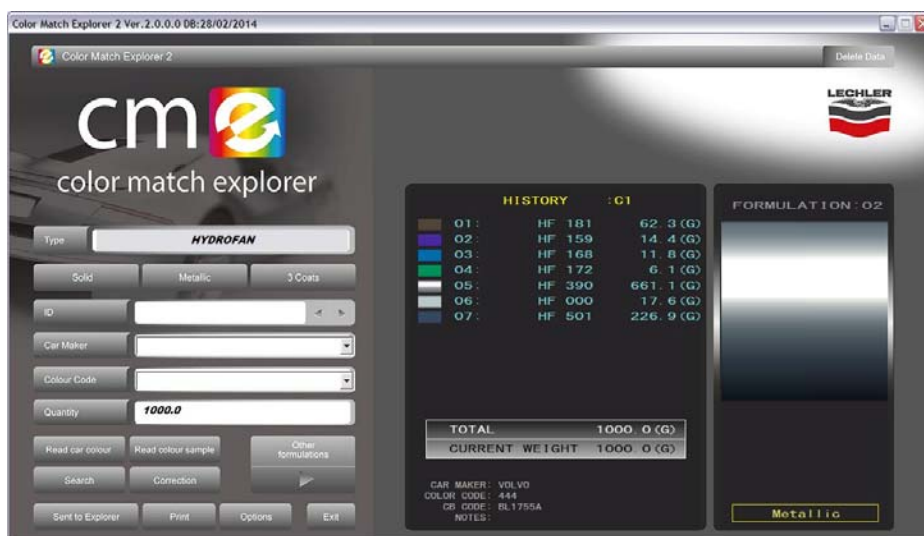 Color Match Explorer 2 Ver.2.0.0.0 DB:28/02/2014
Color Match Explorer 2
Delete Data
LECHLER
cme
color match explorer
Type HYDROFAN
Solid Metallic 3 Coats
ID
Car Maker
Colour Code
Quantity 1000.0
Read car colour Read colour sample Other formulations
Search Correction
Sent to Explorer Print Options Exit
HISTORY :C1
01: HF 181 62.3(G)
02: HF 159 14.4(G)
03: HF 168 11.8(G)
04: HF 172 6.1(G)
05: HF 390 661.1(G)
06: HF 000 17.6(G)
07: HF 501 226.9(G)
TOTAL 1000.0(G)
CURRENT WEIGHT 1000.0(G)
CAR MAKER: VOLVO
COLOR CODE: 444
CB CODE: BL1755A
NOTES:
FORMULATION:02
Metallic